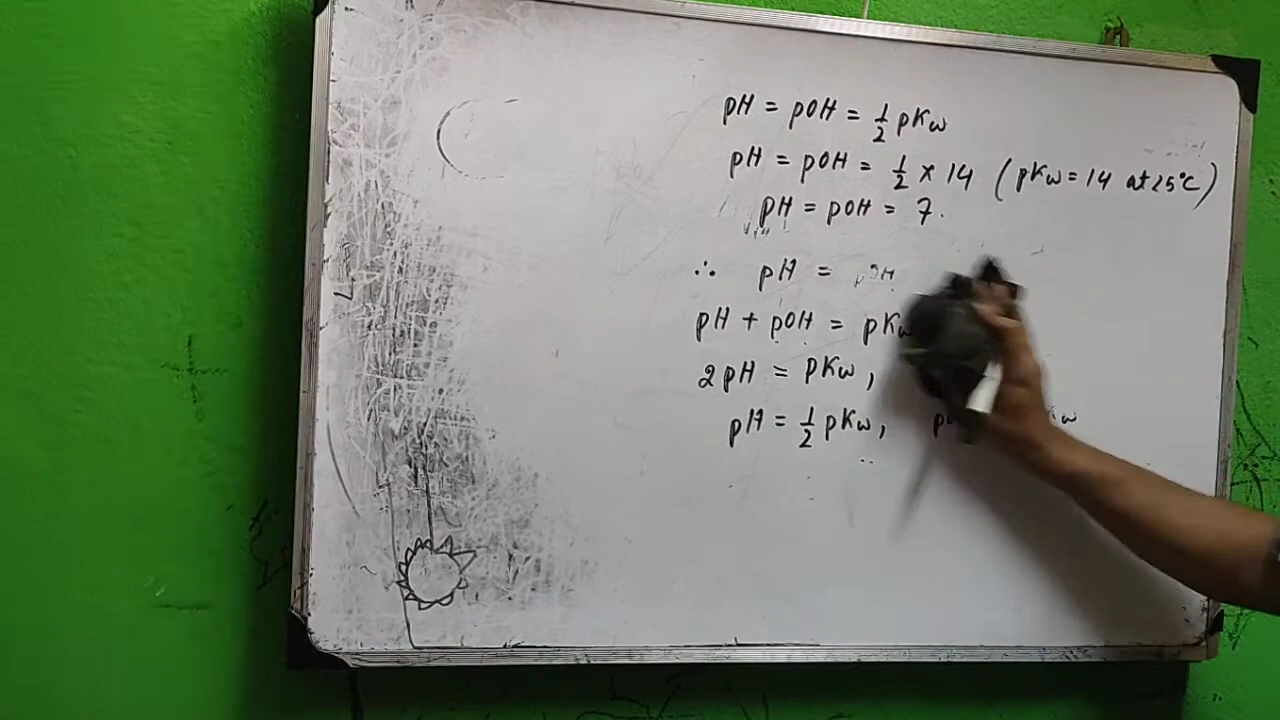 pH = pOH = 1/2 pKw
pH = pOH = 1/2 × 14 (pKw = 14 at 25°C)
pH = pOH = 7.
∴ pH =
pH + pOH = pKw
2pH = pKw,
pH = 1/2 pKw,